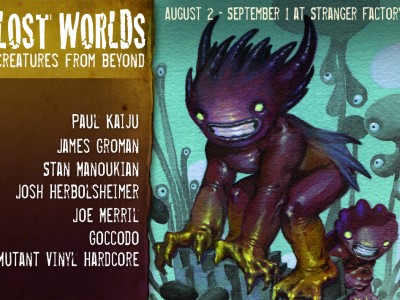 LOST WORLDS
CREATURES FROM BEYOND
AUGUST 2 - SEPTEMBER 1 AT STRANGER FACTORY
PAUL KAIJU
JAMES GROMAN
STAN MANOUKIAN
JOSH HERBOLSHEIMER
JOE MERRIL
GOCCODO
MUTANT VINYL HARDCORE